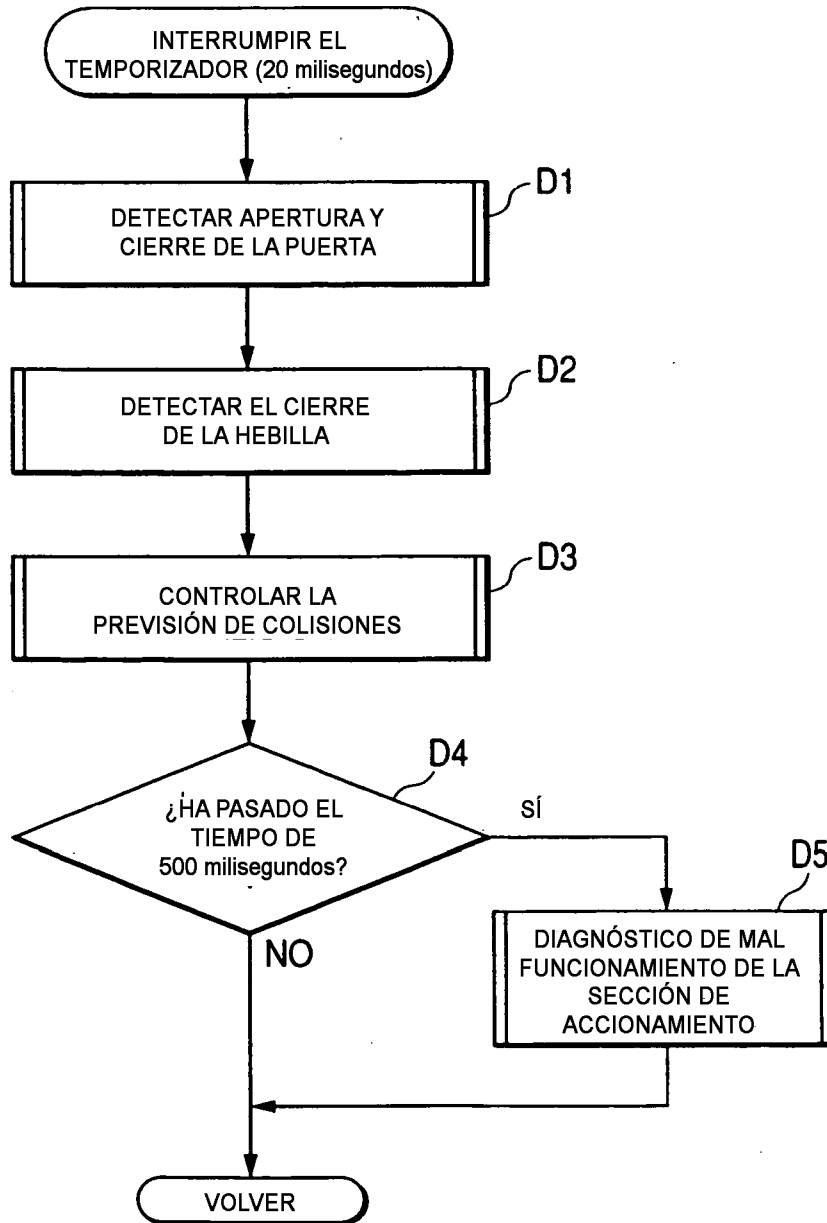 INTERRUMPIR EL
TEMPORIZADOR (20 milisegundos)
D1
DETECTAR APERTURA Y
CIERRE DE LA PUERTA
D2
DETECTAR EL CIERRE
DE LA HEBILLA
D3
CONTROLAR LA
PREVISIÓN DE COLISIONES
D4
¿HA PASADO EL
TIEMPO DE
500 milisegundos?
SÍ
NO
D5
DIAGNÓSTICO DE MAL
FUNCIONAMIENTO DE LA
SECCIÓN DE
ACCIONAMIENTO
VOLVER